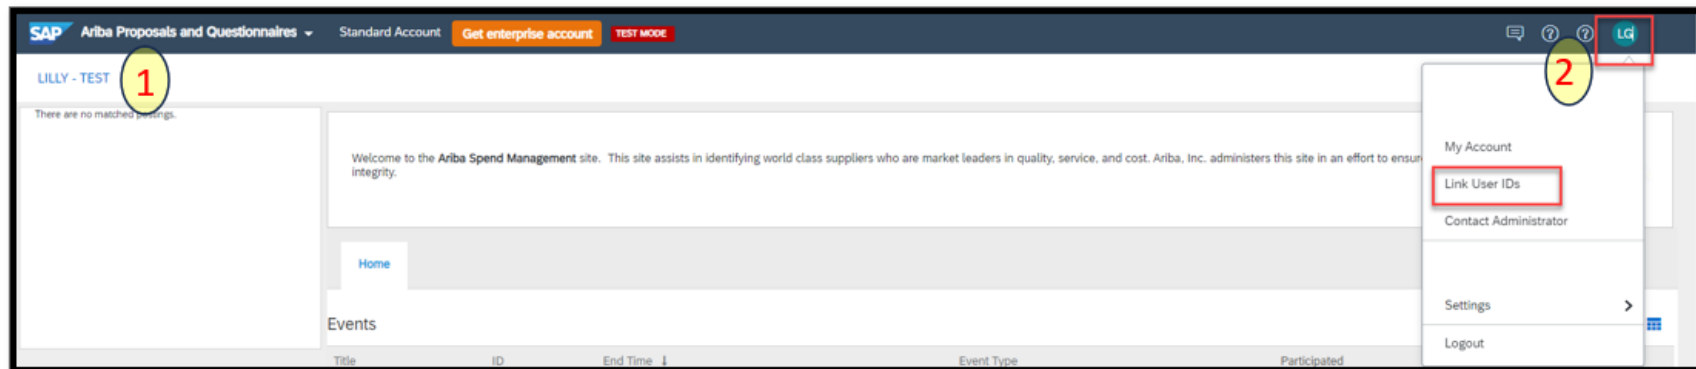 SAP Ariba Proposals and Questionnaires Standard Account Get enterprise account TEST MODE LG
LILLY - TEST 1 2
There are no matched postings.
Welcome to the Ariba Spend Management site. This site assists in identifying world class suppliers who are market leaders in quality, service, and cost. Ariba, Inc. administers this site in an effort to ensur
integrity.
My Account
Link User IDs
Contact Administrator
Home
Settings
Events
Logout
Title ID End Time ↓ Event Type Participated